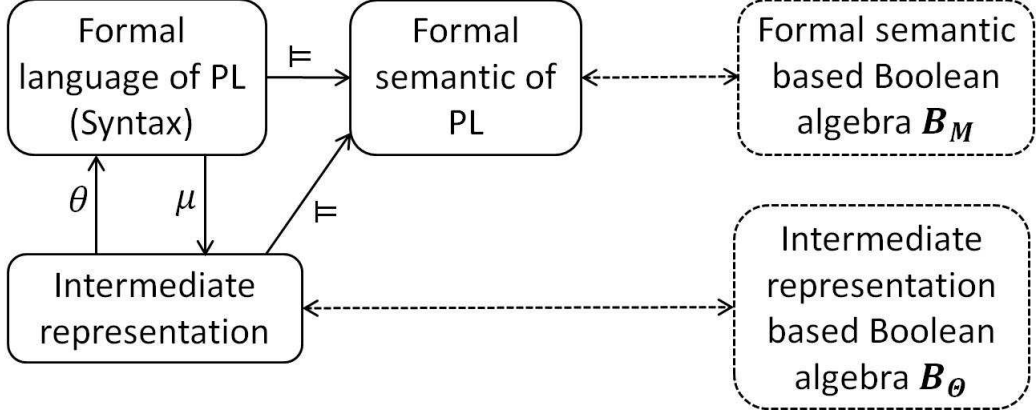 Formal
language of PL
(Syntax)
⊨
Formal
semantic of
PL
Formal semantic
based Boolean
algebra B_M
θ
μ
⊨
Intermediate
representation
Intermediate
representation
based Boolean
algebra B_Θ